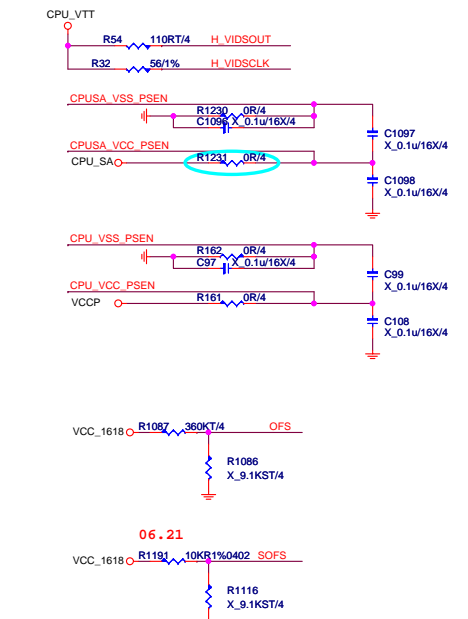 CPU_VTT
R54 110RT/4 H_VIDSOUT
R32 56/1% H_VIDSCLK
CPUSA_VSS_PSEN
R1230 0R/4
C1096 X_0.1u/16X/4
C1097
X_0.1u/16X/4
CPUSA_VCC_PSEN
CPU_SA R1231 0R/4
C1098
X_0.1u/16X/4
CPU_VSS_PSEN
R162 0R/4
C97 X_0.1u/16X/4
C99
X_0.1u/16X/4
CPU_VCC_PSEN
VCCP R161 0R/4
C108
X_0.1u/16X/4
VCC_1618 R1087 360KT/4 OFS
R1086
X_9.1KST/4
06.21
VCC_1618 R1191 10KR1%0402 SOFS
R1116
X_9.1KST/4